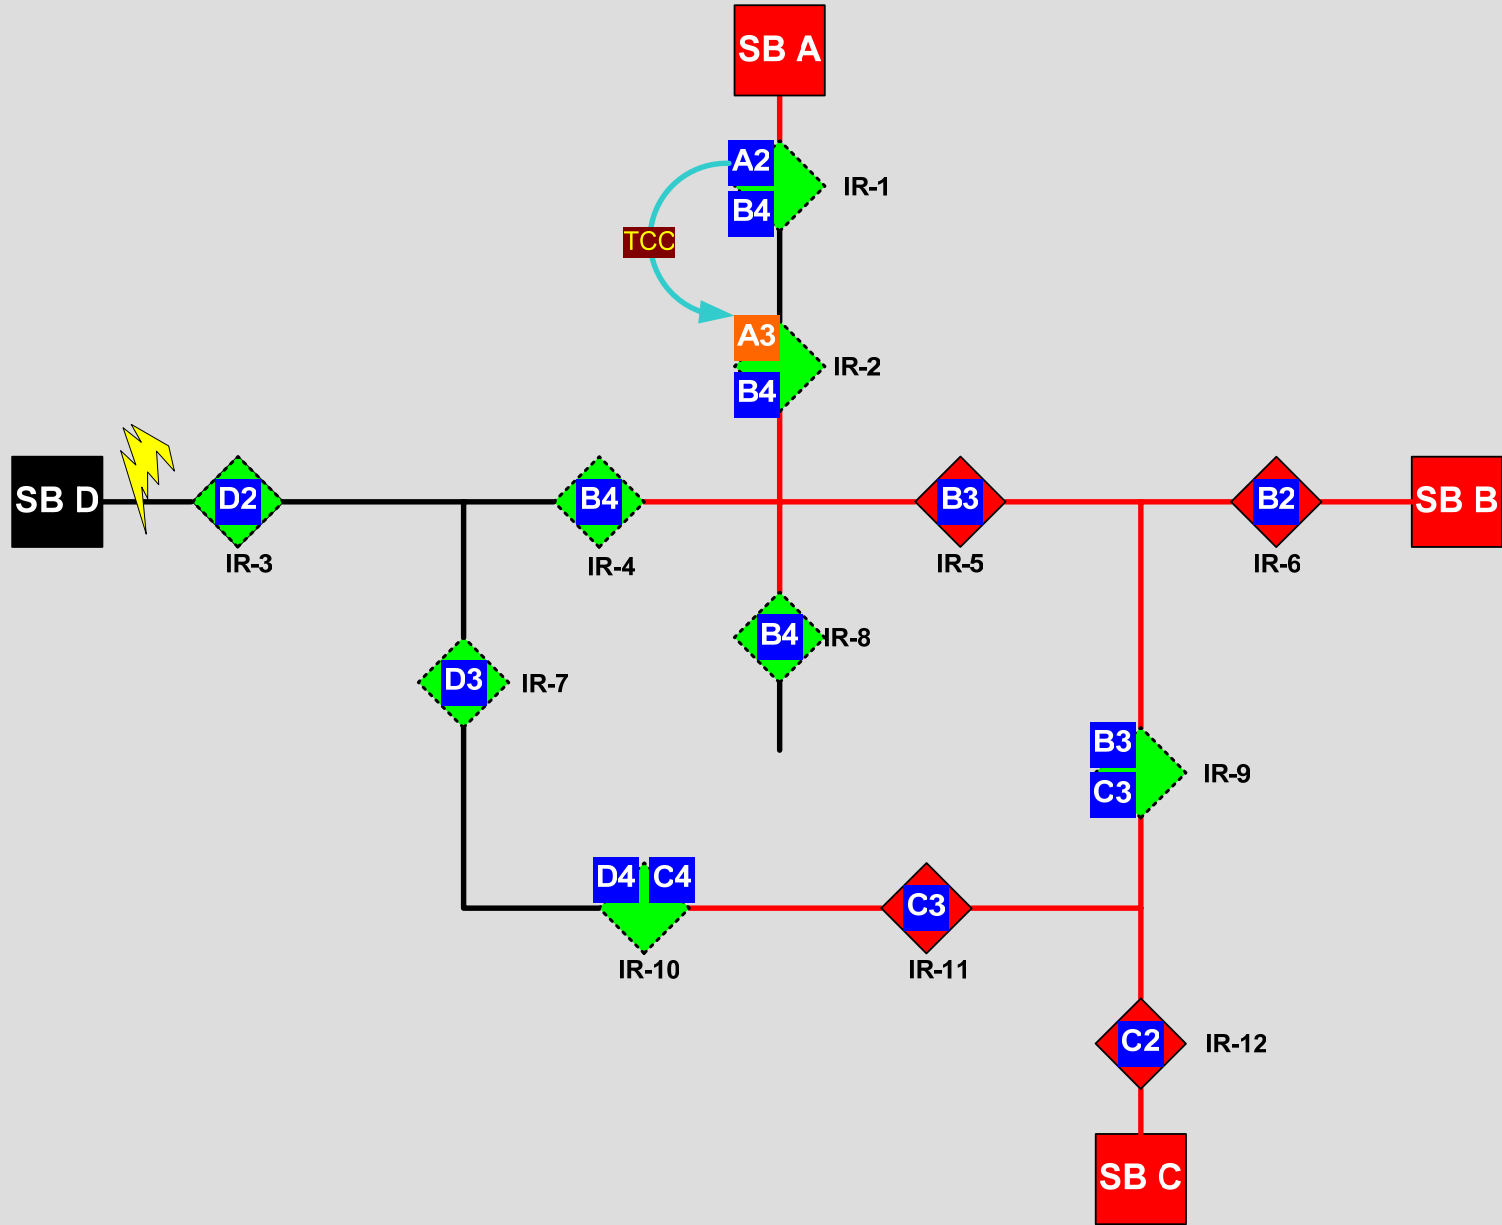 SB A
A2
IR-1
B4
TCC
A3
IR-2
B4
SB D
D2
B4
B3
B2
SB B
IR-3
IR-4
IR-5
IR-6
B4
IR-8
D3
IR-7
B3
IR-9
C3
D4
C4
C3
IR-10
IR-11
C2
IR-12
SB C